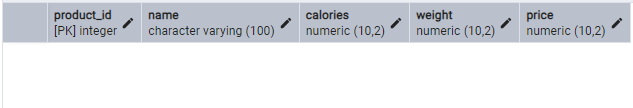 product_id name calories weight price
[PK] integer character varying (100) numeric (10,2) numeric (10,2) numeric (10,2)